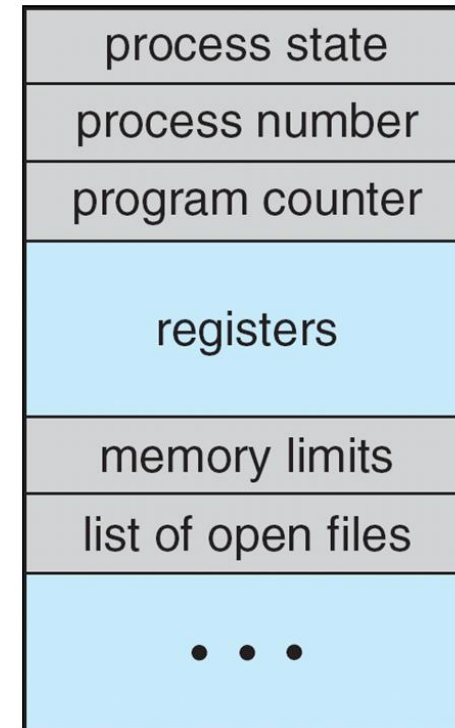 process state
process number
program counter
registers
memory limits
list of open files
• • •